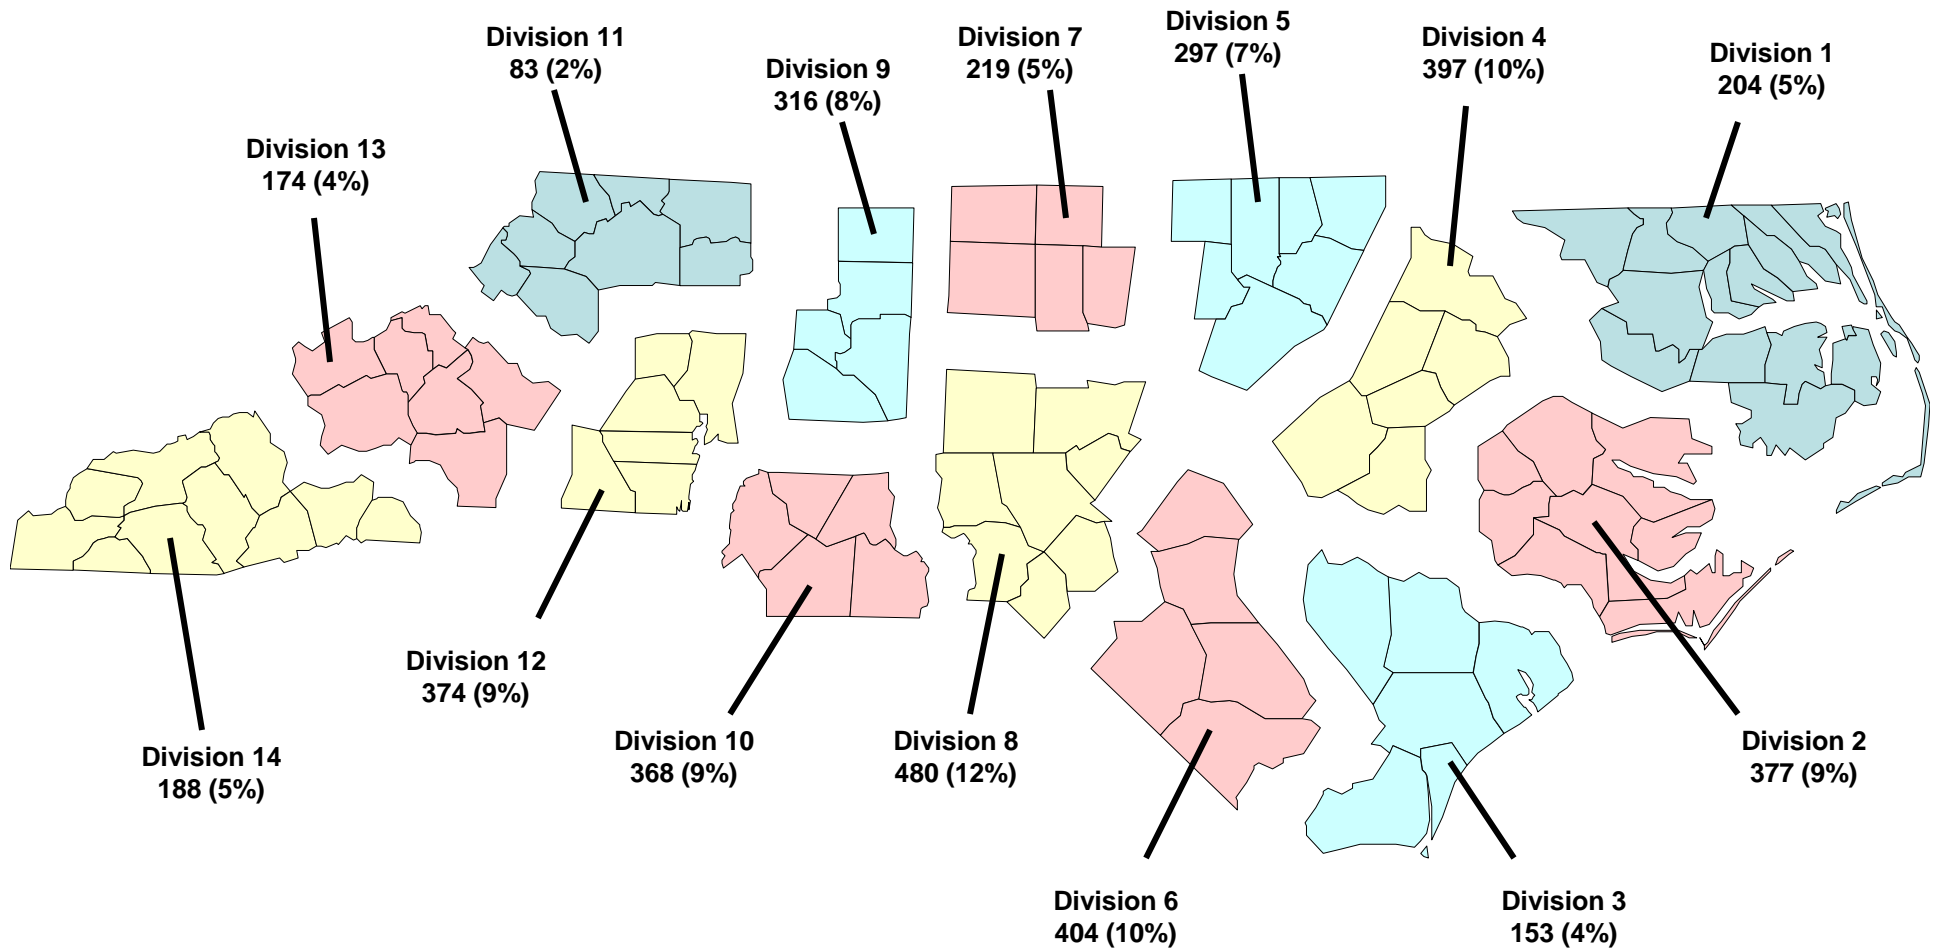 Division 11
83 (2%)
Division 9
316 (8%)
Division 7
219 (5%)
Division 5
297 (7%)
Division 4
397 (10%)
Division 1
204 (5%)
Division 13
174 (4%)
Division 12
374 (9%)
Division 14
188 (5%)
Division 10
368 (9%)
Division 8
480 (12%)
Division 2
377 (9%)
Division 6
404 (10%)
Division 3
153 (4%)